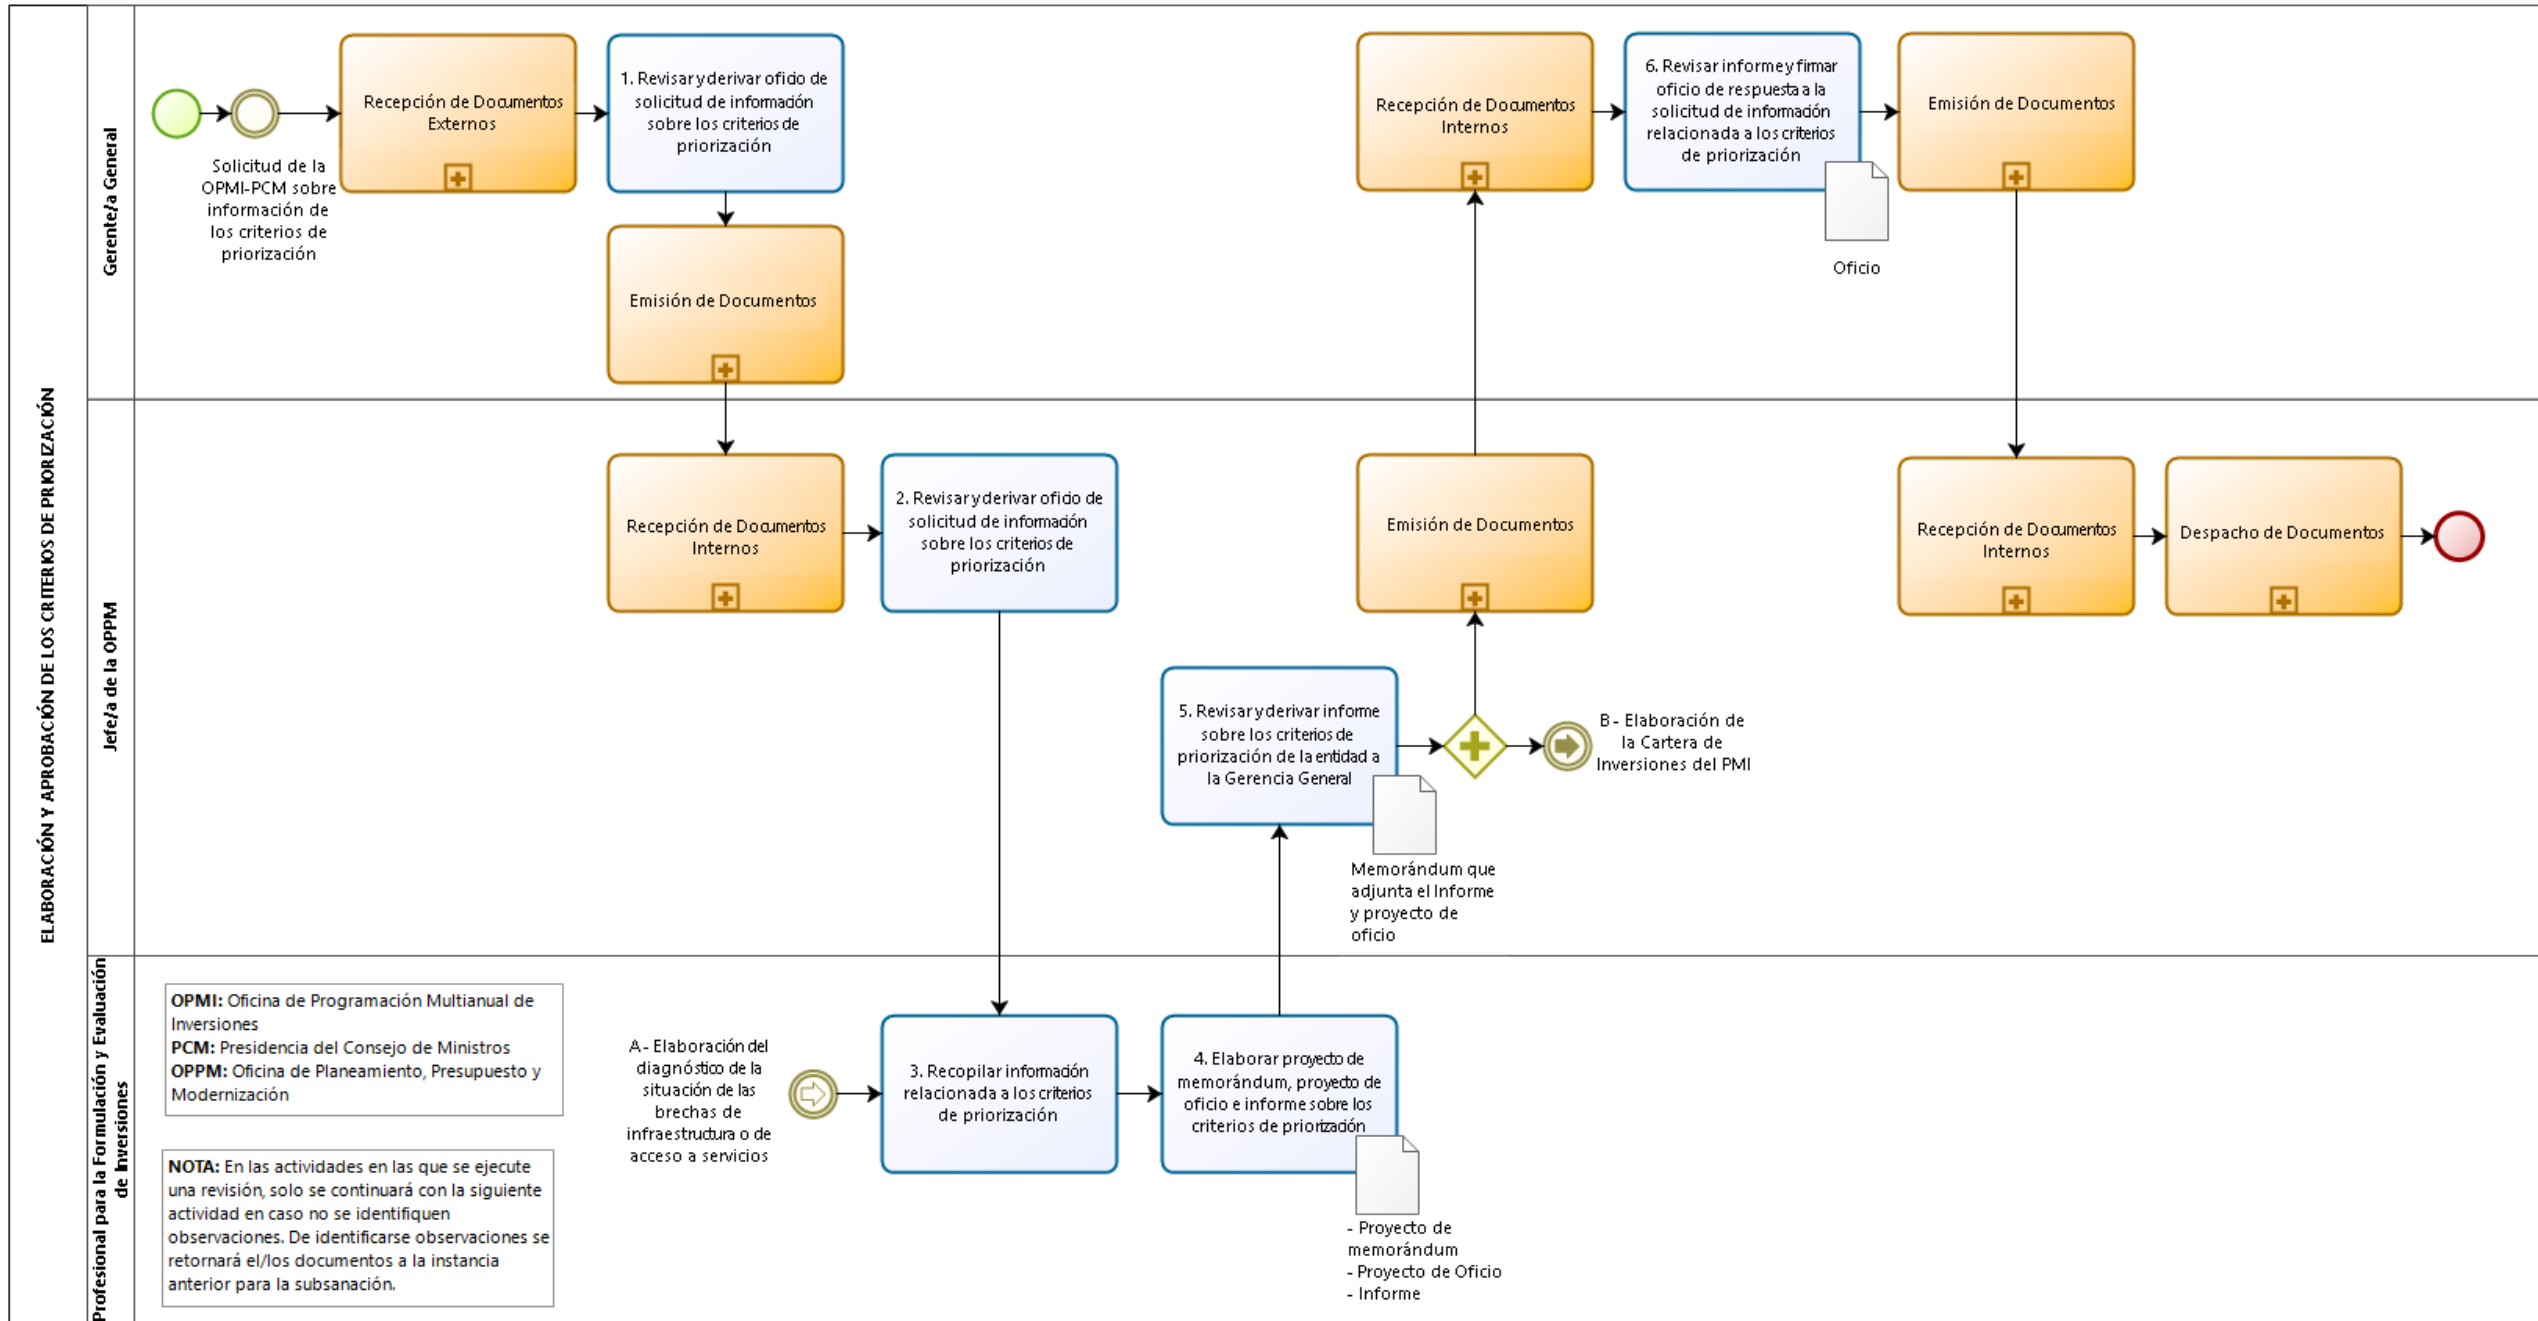 ELABORACIÓN Y APROBACIÓN DE LOS CRITERIOS DE PRIORIZACIÓN
Gerente/a General
Solicitud de la
OPMI-PCM sobre
información de
los criterios de
priorización
Recepción de Documentos
Externos
1. Revisar y derivar oficio de
solicitud de información
sobre los criterios de
priorización
Emisión de Documentos
Recepción de Documentos
Internos
6. Revisar informe y firmar
oficio de respuesta a la
solicitud de información
relacionada a los criterios
de priorización
Oficio
Emisión de Documentos
Jefe/a de la OPPM
Recepción de Documentos
Internos
2. Revisar y derivar oficio de
solicitud de información
sobre los criterios de
priorización
Emisión de Documentos
5. Revisar y derivar informe
sobre los criterios de
priorización de la entidad a
la Gerencia General
Memorándum que
adjunta el Informe
y proyecto de
oficio
B - Elaboración de
la Cartera de
Inversiones del PMI
Recepción de Documentos
Internos
Despacho de Documentos
Profesional para la Formulación y Evaluación
de Inversiones
OPMI: Oficina de Programación Multianual de
Inversiones
PCM: Presidencia del Consejo de Ministros
OPPM: Oficina de Planeamiento, Presupuesto y
Modernización
NOTA: En las actividades en las que se ejecute
una revisión, solo se continuará con la siguiente
actividad en caso no se identifiquen
observaciones. De identificarse observaciones se
retornará el/los documentos a la instancia
anterior para la subsanación.
A - Elaboración del
diagnóstico de la
situación de las
brechas de
infraestructura o de
acceso a servicios
3. Recopilar información
relacionada a los criterios
de priorización
4. Elaborar proyecto de
memorándum, proyecto de
oficio e informe sobre los
criterios de priorización
- Proyecto de
memorándum
- Proyecto de Oficio
- Informe